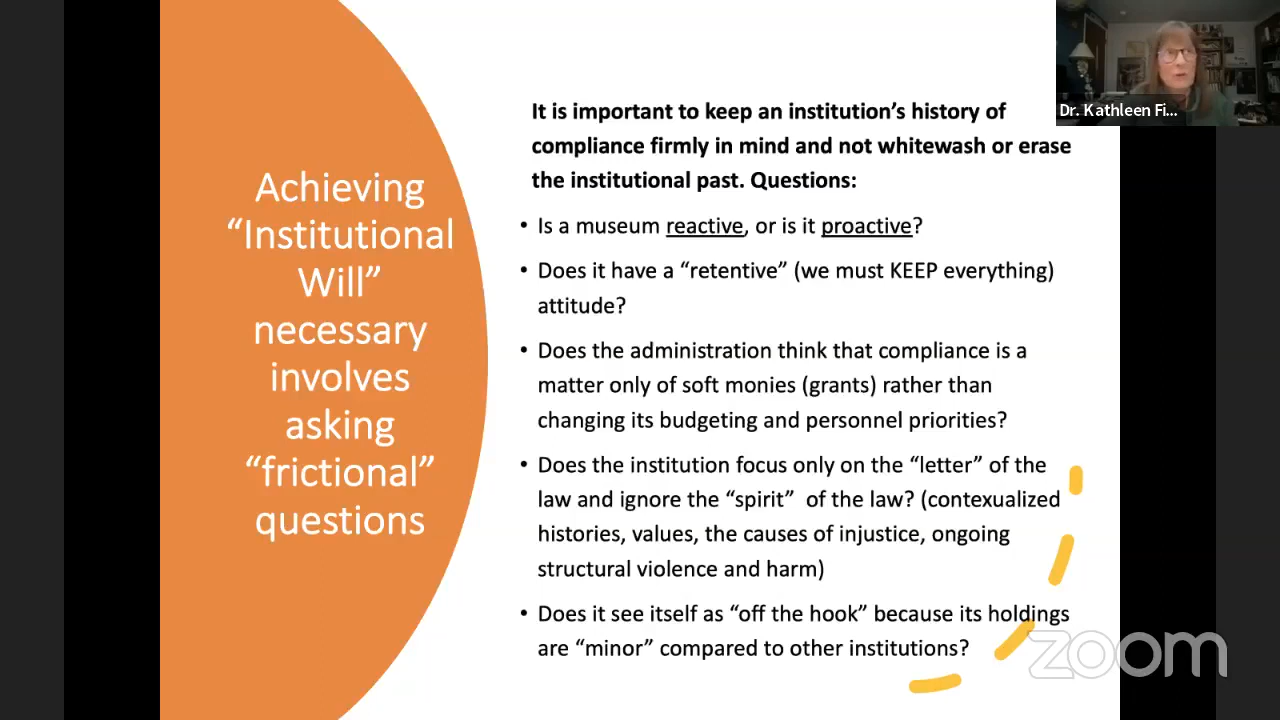 Achieving
“Institutional
Will”
necessary
involves
asking
“frictional”
questions
It is important to keep an institution’s history of
compliance firmly in mind and not whitewash or erase
the institutional past. Questions:
• Is a museum reactive, or is it proactive?
• Does it have a “retentive” (we must KEEP everything)
attitude?
• Does the administration think that compliance is a
matter only of soft monies (grants) rather than
changing its budgeting and personnel priorities?
• Does the institution focus only on the “letter” of the
law and ignore the “spirit”  of the law? (contexualized
histories, values, the causes of injustice, ongoing
structural violence and harm)
• Does it see itself as “off the hook” because its holdings
are “minor” compared to other institutions?
Dr. Kathleen Fi...
zoom